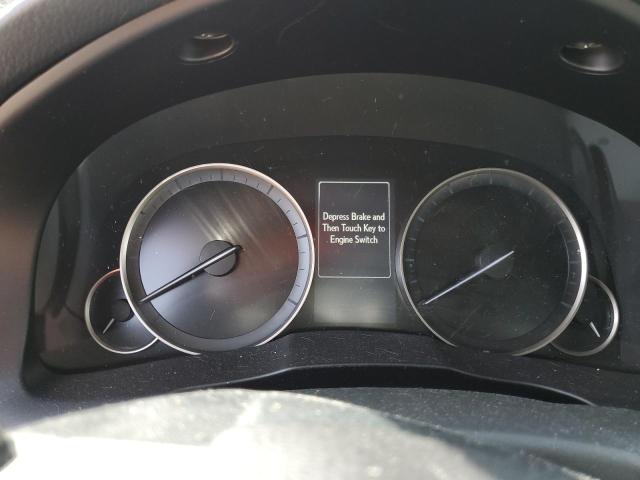 Depress Brake and
Then Touch Key to
Engine Switch